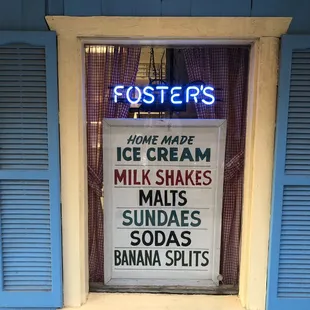 FOSTER'S
HOME MADE
ICE CREAM
MILK SHAKES
MALTS
SUNDAES
SODAS
BANANA SPLITS